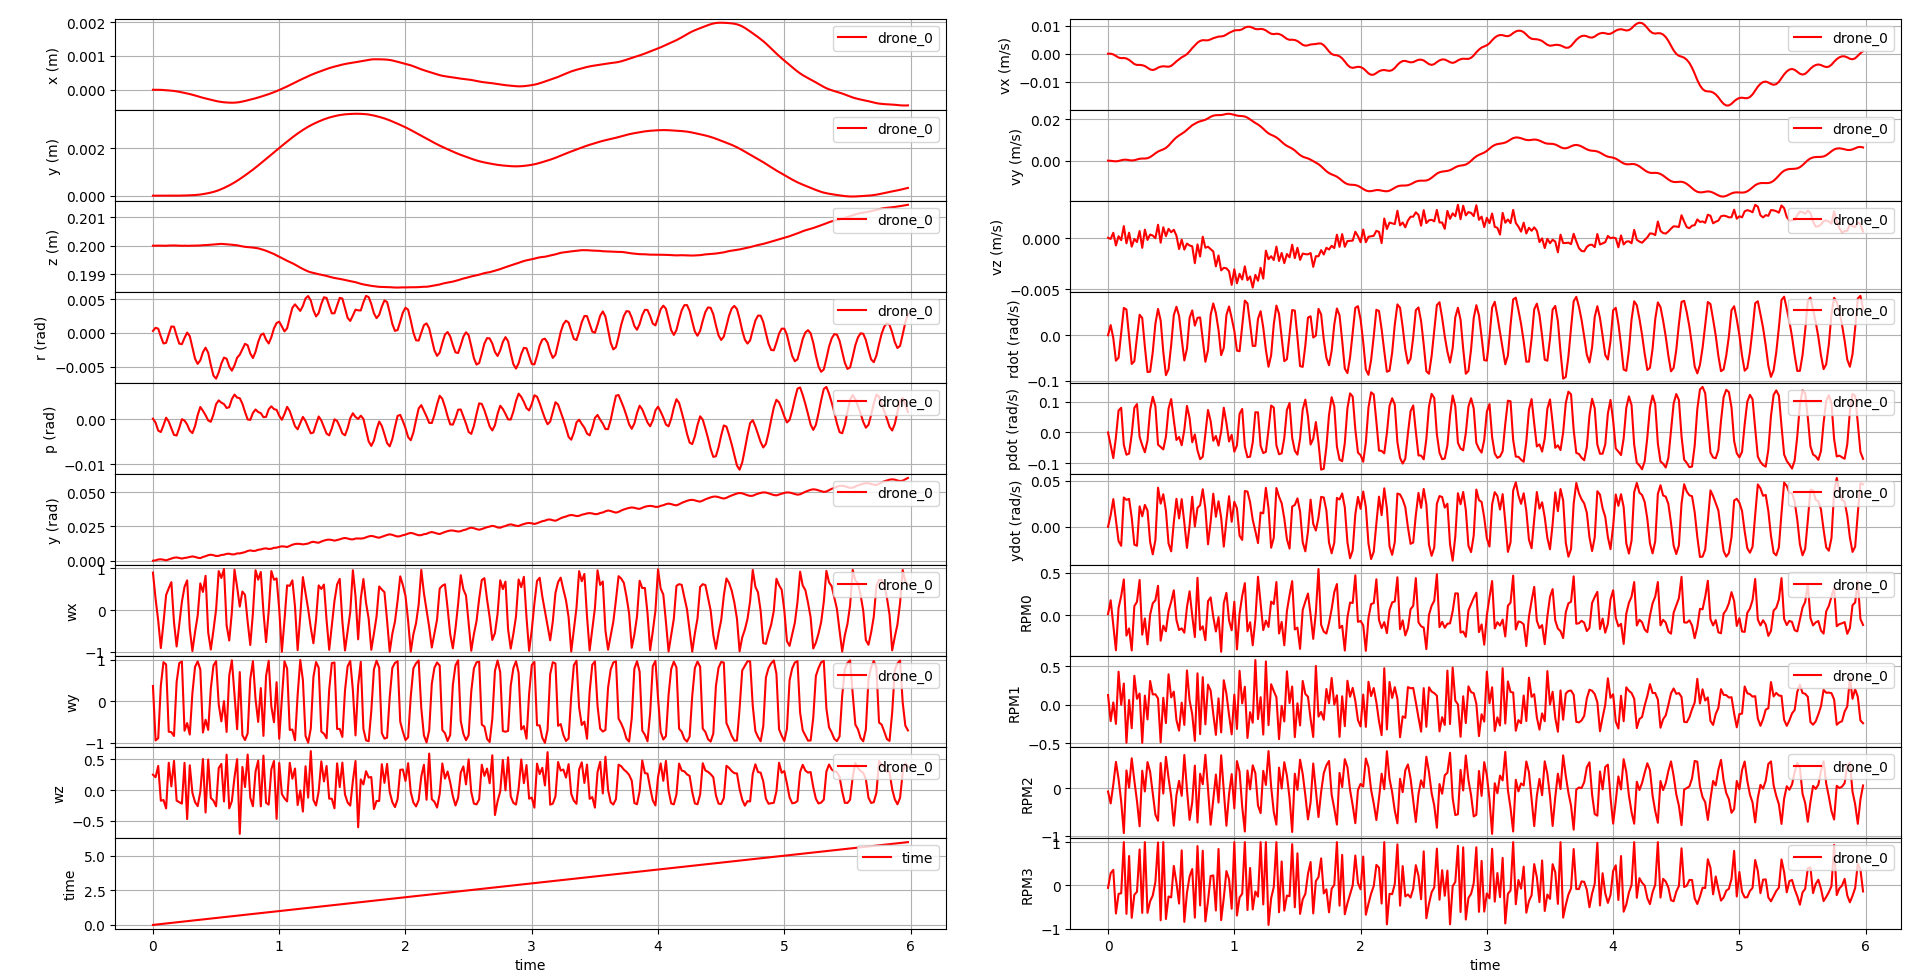 x (m)
0.002
0.001
0.000
drone_0
y (m)
0.002
0.000
drone_0
z (m)
0.201
0.200
0.199
drone_0
r (rad)
0.005
0.000
−0.005
drone_0
p (rad)
0.00
−0.01
drone_0
y (rad)
0.050
0.025
0.000
drone_0
wx
1
0
−1
drone_0
wy
1
0
−1
drone_0
wz
0.5
0.0
−0.5
drone_0
time
5.0
2.5
0.0
time
0 1 2 3 4 5 6
time
vx (m/s)
0.01
0.00
−0.01
drone_0
vy (m/s)
0.02
0.00
drone_0
vz (m/s)
0.000
−0.005
drone_0
rdot (rad/s)
0.0
−0.1
drone_0
pdot (rad/s)
0.1
0.0
−0.1
drone_0
ydot (rad/s)
0.05
0.00
drone_0
RPM0
0.5
0.0
drone_0
RPM1
0.5
0.0
−0.5
drone_0
RPM2
0
−1
drone_0
RPM3
1
0
−1
drone_0
0 1 2 3 4 5 6
time